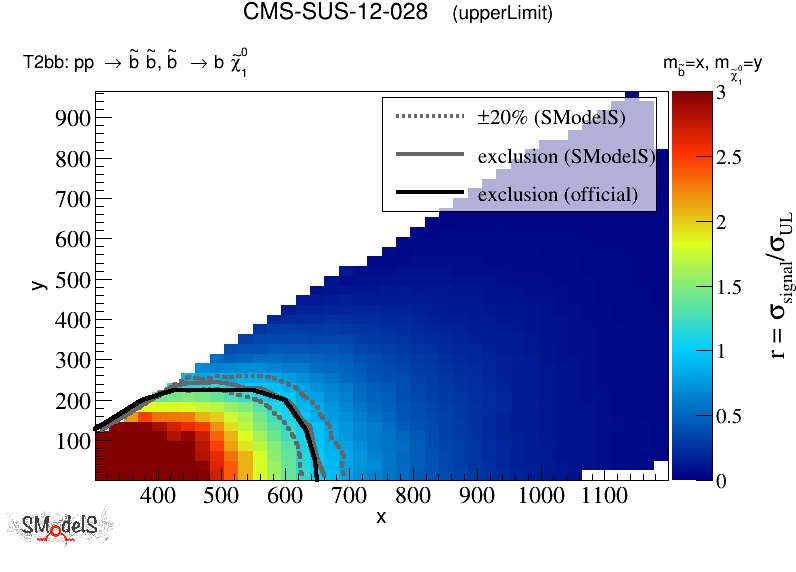 CMS-SUS-12-028 (upperLimit)
T2bb: pp → b̃ b̃, b̃ → b χ̃⁰₁
m_b̃=x, m_χ̃⁰₁=y
±20% (SModelS)
exclusion (SModelS)
exclusion (official)
900
800
700
600
500
400
300
200
100
y
400 500 600 700 800 900 1000 1100
x
3
2.5
2
1.5
1
0.5
0
r = σ_signal/σ_UL
SModelS